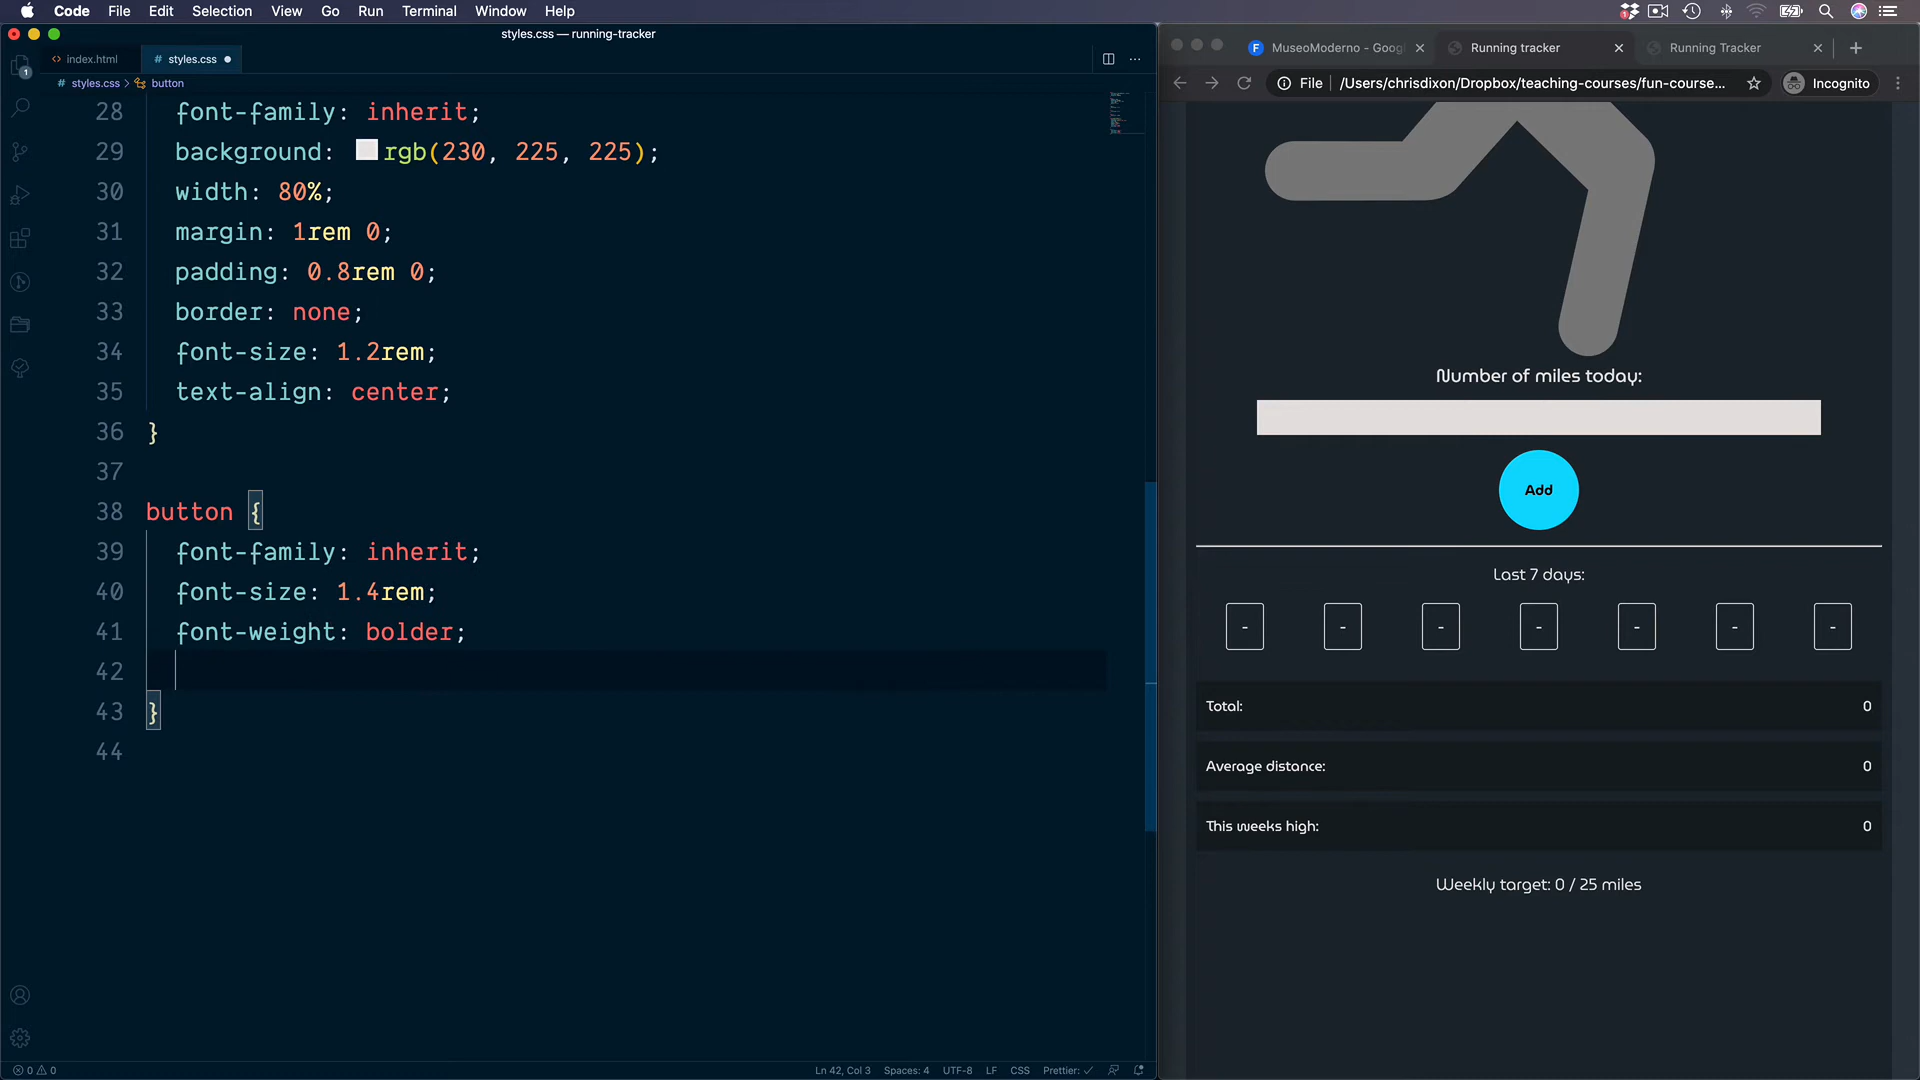 Code File Edit Selection View Go Run Terminal Window Help
styles.css — running-tracker
index.html
# styles.css
# styles.css > button
28 font-family: inherit;
29 background: rgb(230, 225, 225);
30 width: 80%;
31 margin: 1rem 0;
32 padding: 0.8rem 0;
33 border: none;
34 font-size: 1.2rem;
35 text-align: center;
36 }
37
38 button {
39 font-family: inherit;
40 font-size: 1.4rem;
41 font-weight: bolder;
42
43 }
44
1
0 0
Ln 42, Col 3 Spaces: 4 UTF-8 LF CSS Prettier: ✓
MuseoModerno - Googl
Running tracker
Running Tracker
File /Users/chrisdixon/Dropbox/teaching-courses/fun-course... Incognito
Number of miles today:
Add
Last 7 days:
- - - - - - -
Total: 0
Average distance: 0
This weeks high: 0
Weekly target: 0 / 25 miles